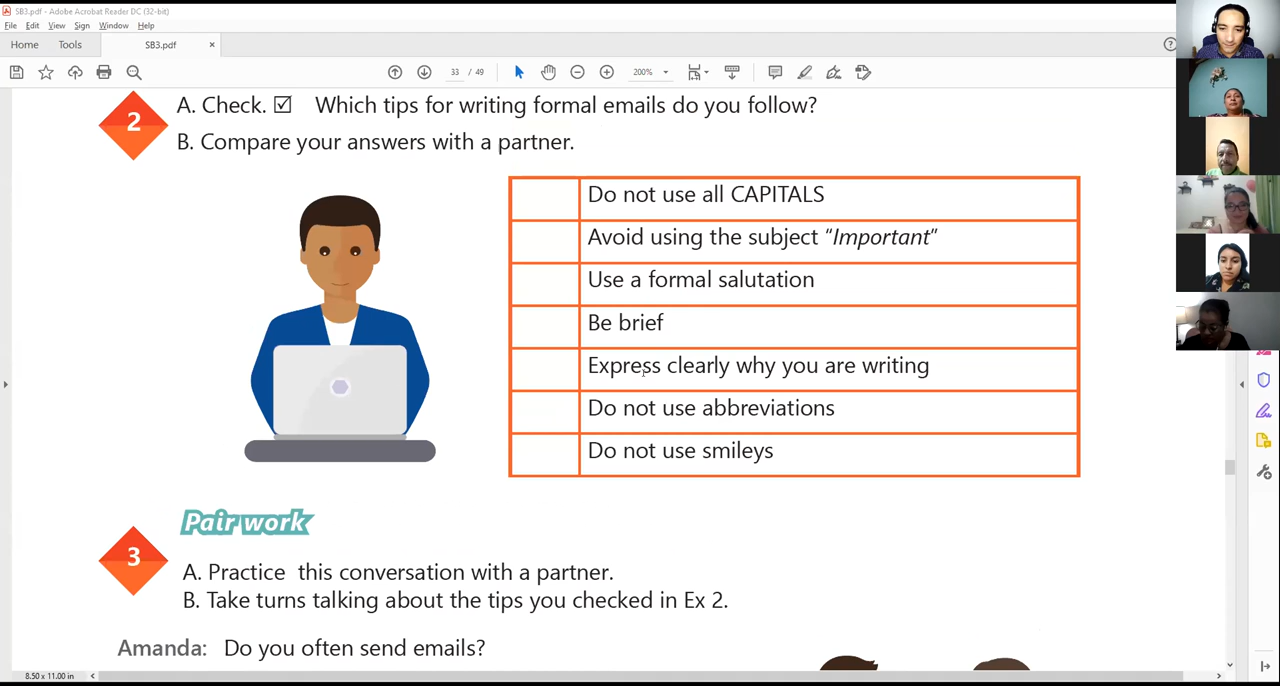 SB3.pdf - Adobe Acrobat Reader DC (32-bit)
File Edit View Sign Window Help
Home Tools SB3.pdf ×
33 / 49 200%
2
A. Check. ☑ Which tips for writing formal emails do you follow?
B. Compare your answers with a partner.
Do not use all CAPITALS
Avoid using the subject "Important"
Use a formal salutation
Be brief
Express clearly why you are writing
Do not use abbreviations
Do not use smileys
Pair work
3
A. Practice this conversation with a partner.
B. Take turns talking about the tips you checked in Ex 2.
Amanda: Do you often send emails?
8.50 x 11.00 in